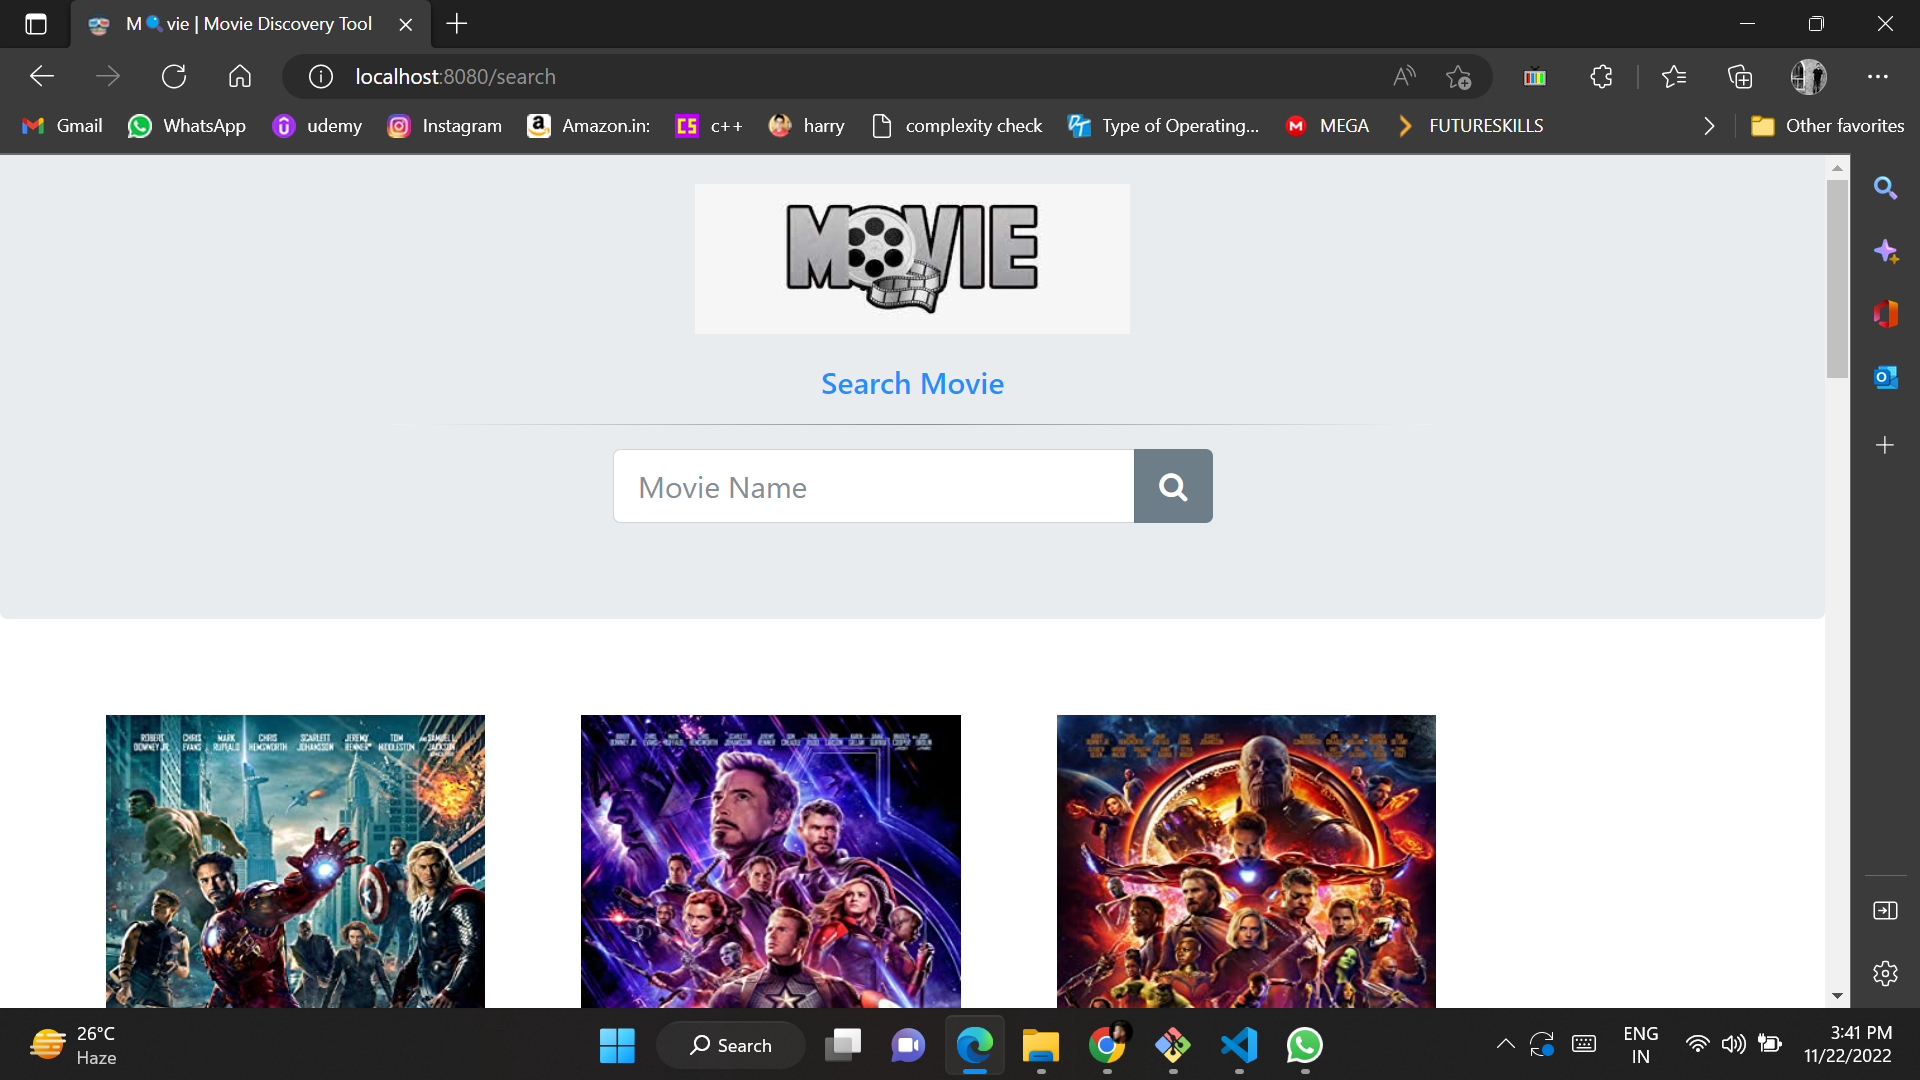 M vie | Movie Discovery Tool
localhost:8080/search
Gmail
WhatsApp
udemy
Instagram
Amazon.in:
CS
c++
harry
complexity check
Type of Operating...
MEGA
FUTURESKILLS
Other favorites
MOVIE
Search Movie
Movie Name
ROBERT DOWNEY JR. CHRIS EVANS MARK RUFFALO CHRIS HEMSWORTH SCARLETT JOHANSSON JEREMY RENNER TOM HIDDLESTON AND SAMUEL L. JACKSON
26°C
Haze
Search
ENG
IN
3:41 PM
11/22/2022